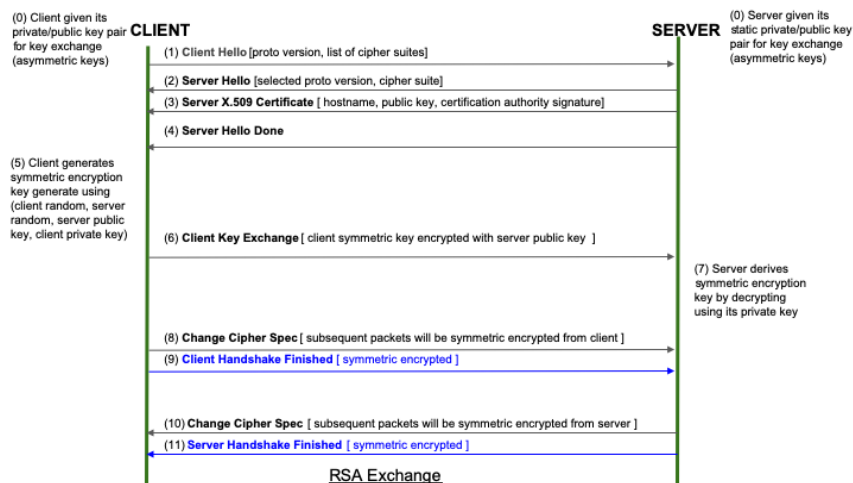 (0) Client given its
private/public key pair
for key exchange
(asymmetric keys)
CLIENT
SERVER
(0) Server given its
static private/public key
pair for key exchange
(asymmetric keys)
(1) Client Hello [proto version, list of cipher suites]
(2) Server Hello [selected proto version, cipher suite]
(3) Server X.509 Certificate [ hostname, public key, certification authority signature]
(4) Server Hello Done
(5) Client generates
symmetric encryption
key generate using
(client random, server
random, server public
key, client private key)
(6) Client Key Exchange [ client symmetric key encrypted with server public key ]
(7) Server derives
symmetric encryption
key by decrypting
using its private key
(8) Change Cipher Spec [ subsequent packets will be symmetric encrypted from client ]
(9) Client Handshake Finished [ symmetric encrypted ]
(10) Change Cipher Spec [ subsequent packets will be symmetric encrypted from server ]
(11) Server Handshake Finished [ symmetric encrypted ]
RSA Exchange